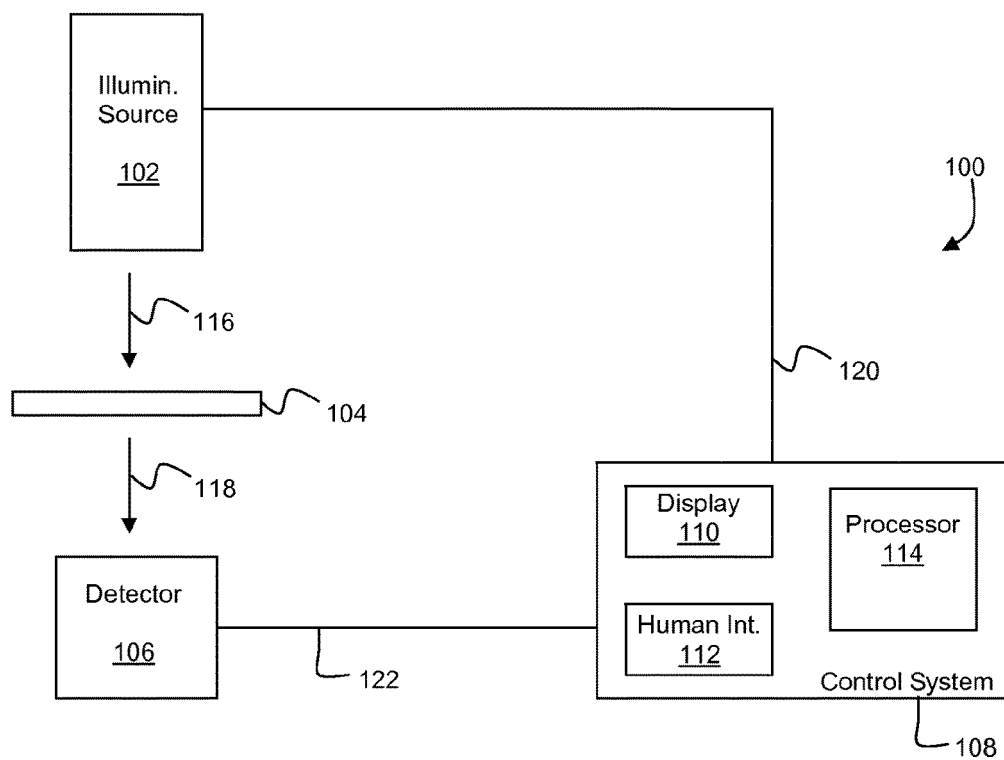 Illumin.
Source
102
100
116
120
104
118
Display
110
Processor
114
Detector
106
Human Int.
112
122
Control System
108